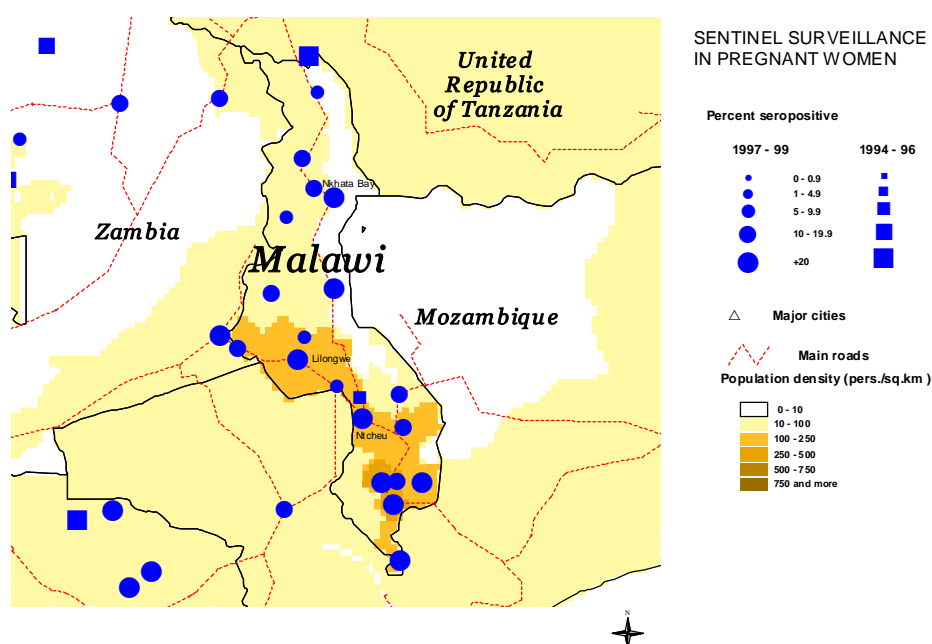 United
Republic
of Tanzania
Nkhata Bay
Zambia
Malawi
Mozambique
Lilongwe
Ntcheu
SENTINEL SURVEILLANCE
IN PREGNANT WOMEN
Percent seropositive
1997 - 99 1994 - 96
0 - 0.9
1 - 4.9
5 - 9.9
10 - 19.9
+20
Major cities
Main roads
Population density (pers./sq.km )
0 - 10
10 - 100
100 - 250
250 - 500
500 - 750
750 and more
N